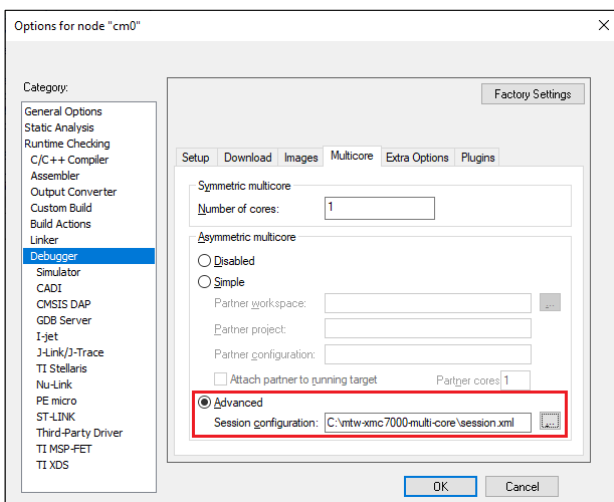 Options for node "cm0"
Category:
General Options
Static Analysis
Runtime Checking
C/C++ Compiler
Assembler
Output Converter
Custom Build
Build Actions
Linker
Debugger
Simulator
CADI
CMSIS DAP
GDB Server
I-jet
J-Link/J-Trace
TI Stellaris
Nu-Link
PE micro
ST-LINK
Third-Party Driver
TI MSP-FET
TI XDS
Factory Settings
Setup Download Images Multicore Extra Options Plugins
Symmetric multicore
Number of cores: 1
Asymmetric multicore
Disabled
Simple
Partner workspace: ...
Partner project:
Partner configuration:
Attach partner to running target Partner cores 1
Advanced
Session configuration: C:\mtw-xmc7000-multi-core\session.xml ...
OK Cancel